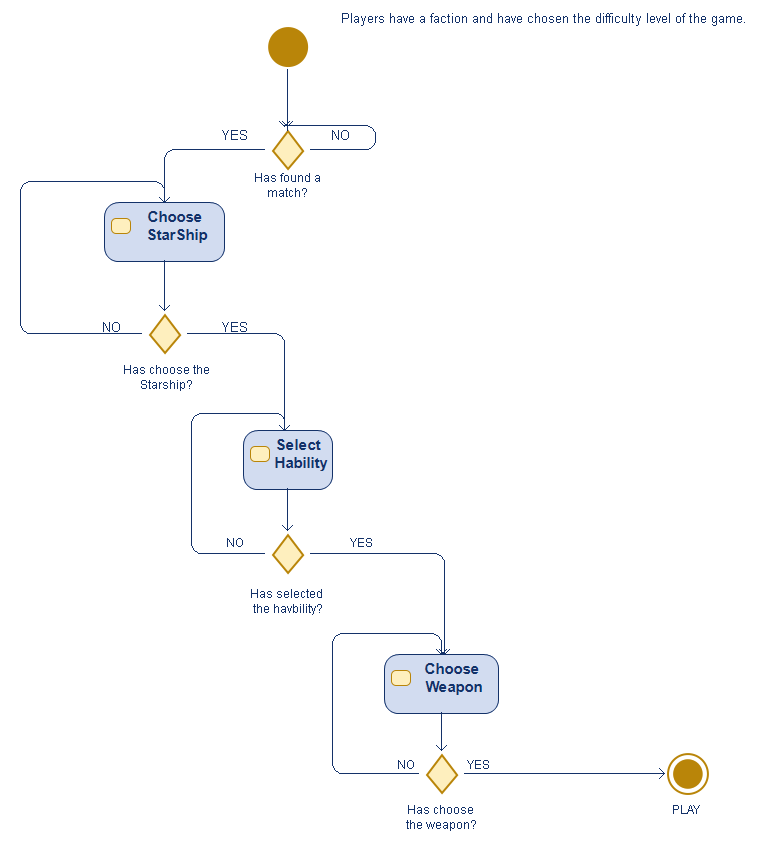 Players have a faction and have chosen the difficulty level of the game.
YES
NO
Has found a
match?
Choose
StarShip
NO
YES
Has choose the
Starship?
Select
Hability
NO
YES
Has selected
the havbility?
Choose
Weapon
NO
YES
Has choose
the weapon?
PLAY